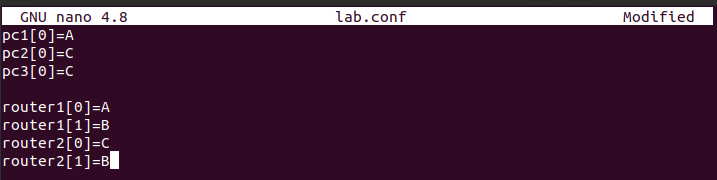 GNU nano 4.8 lab.conf Modified
pc1[0]=A
pc2[0]=C
pc3[0]=C
router1[0]=A
router1[1]=B
router2[0]=C
router2[1]=B